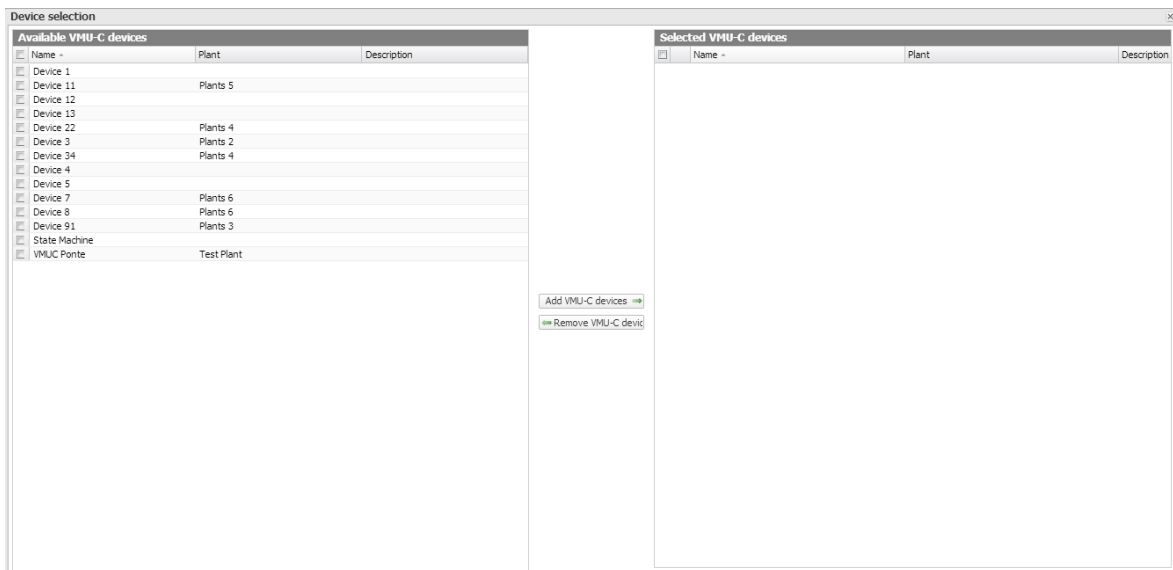 Device selection
Available VMU-C devices
Name Plant Description
Device 1
Device 11 Plants 5
Device 12
Device 13
Device 22 Plants 4
Device 3 Plants 2
Device 34 Plants 4
Device 4
Device 5
Device 7 Plants 6
Device 8 Plants 6
Device 91 Plants 3
State Machine
VMUC Ponte Test Plant
Add VMU-C devices
Remove VMU-C devic
Selected VMU-C devices
Name Plant Description